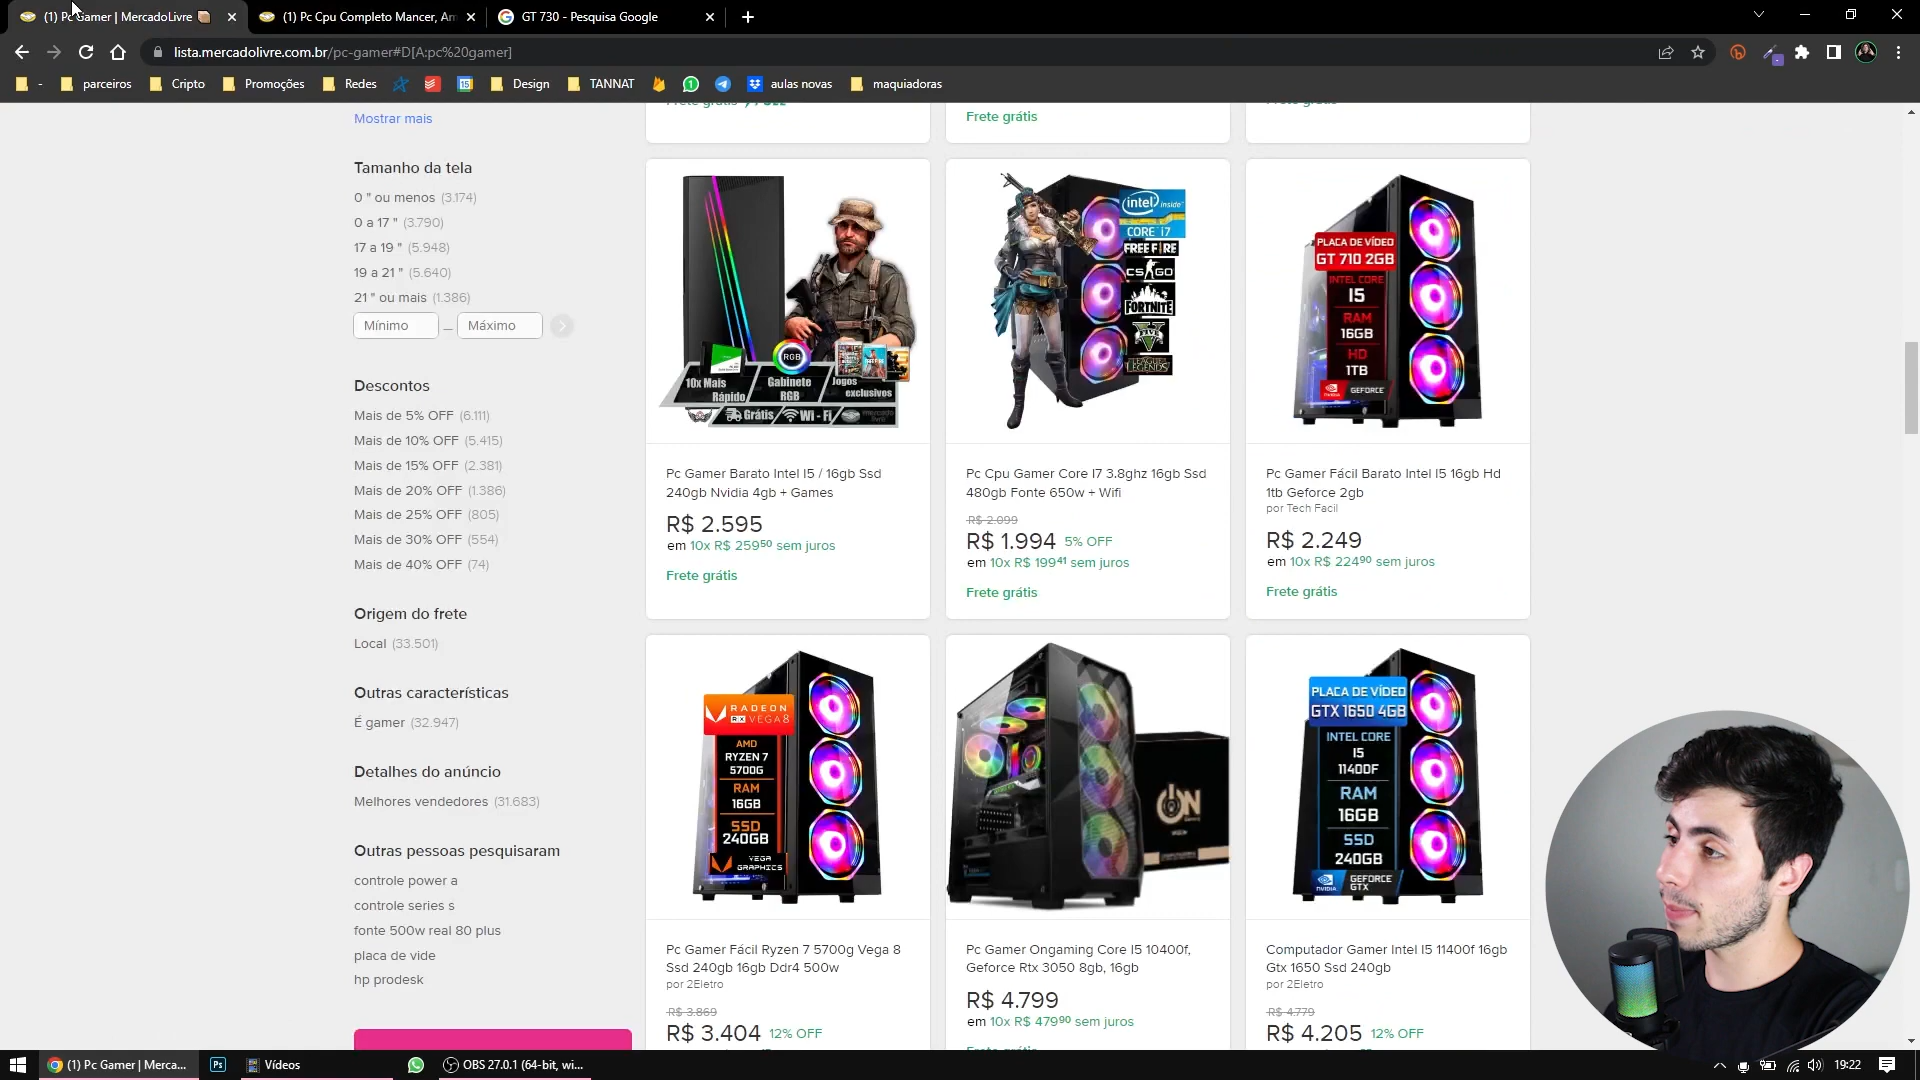 (1) Pc Gamer | MercadoLivre
(1) Pc Cpu Completo Mancer, Am
GT 730 - Pesquisa Google
lista.mercadolivre.com.br/pc-gamer#D[A:pc%20gamer]
-
parceiros
Cripto
Promoções
Redes
Design
TANNAT
aulas novas
maquiadoras
Mostrar mais
Tamanho da tela
0 " ou menos (3.174)
0 a 17 " (3.790)
17 a 19 " (5.948)
19 a 21 " (5.640)
21 " ou mais (1.386)
Mínimo
Máximo
Descontos
Mais de 5% OFF (6.111)
Mais de 10% OFF (5.415)
Mais de 15% OFF (2.381)
Mais de 20% OFF (1.386)
Mais de 25% OFF (805)
Mais de 30% OFF (554)
Mais de 40% OFF (74)
Origem do frete
Local (33.501)
Outras características
É gamer (32.947)
Detalhes do anúncio
Melhores vendedores (31.683)
Outras pessoas pesquisaram
controle power a
controle series s
fonte 500w real 80 plus
placa de vide
hp prodesk
Frete grátis
RGB
10x Mais Rápido
Gabinete RGB
Jogos exclusivos
Grátis
Wi - Fi
Pc Gamer Barato Intel I5 / 16gb Ssd
240gb Nvidia 4gb + Games
R$ 2.595
em 10x R$ 259⁵⁰ sem juros
Frete grátis
intel inside
CORE I7
FREE FIRE
CS GO
FORTNITE
V
LEAGUE LEGENDS
Pc Cpu Gamer Core I7 3.8ghz 16gb Ssd
480gb Fonte 650w + Wifi
R$ 2.099
R$ 1.994 5% OFF
em 10x R$ 199⁴¹ sem juros
Frete grátis
PLACA DE VÍDEO
GT 710 2GB
INTEL CORE
I5
RAM
16GB
HD
1TB
GEFORCE
Pc Gamer Fácil Barato Intel I5 16gb Hd
1tb Geforce 2gb
por Tech Facil
R$ 2.249
em 10x R$ 224⁹⁰ sem juros
Frete grátis
RADEON
RX VEGA 8
AMD
RYZEN 7
5700G
RAM
16GB
SSD
240GB
VEGA
GRAPHICS
Pc Gamer Fácil Ryzen 7 5700g Vega 8
Ssd 240gb 16gb Ddr4 500w
por 2Eletro
R$ 3.869
R$ 3.404 12% OFF
ON
Pc Gamer Ongaming Core I5 10400f,
Geforce Rtx 3050 8gb, 16gb
R$ 4.799
em 10x R$ 479⁹⁰ sem juros
PLACA DE VÍDEO
GTX 1650 4GB
INTEL CORE
I5
11400F
RAM
16GB
SSD
240GB
NVIDIA
GEFORCE
GTX
Computador Gamer Intel I5 11400f 16gb
Gtx 1650 Ssd 240gb
por 2Eletro
R$ 4.779
R$ 4.205 12% OFF
(1) Pc Gamer | Merca...
Ps
Vídeos
OBS 27.0.1 (64-bit, wi...
19:22